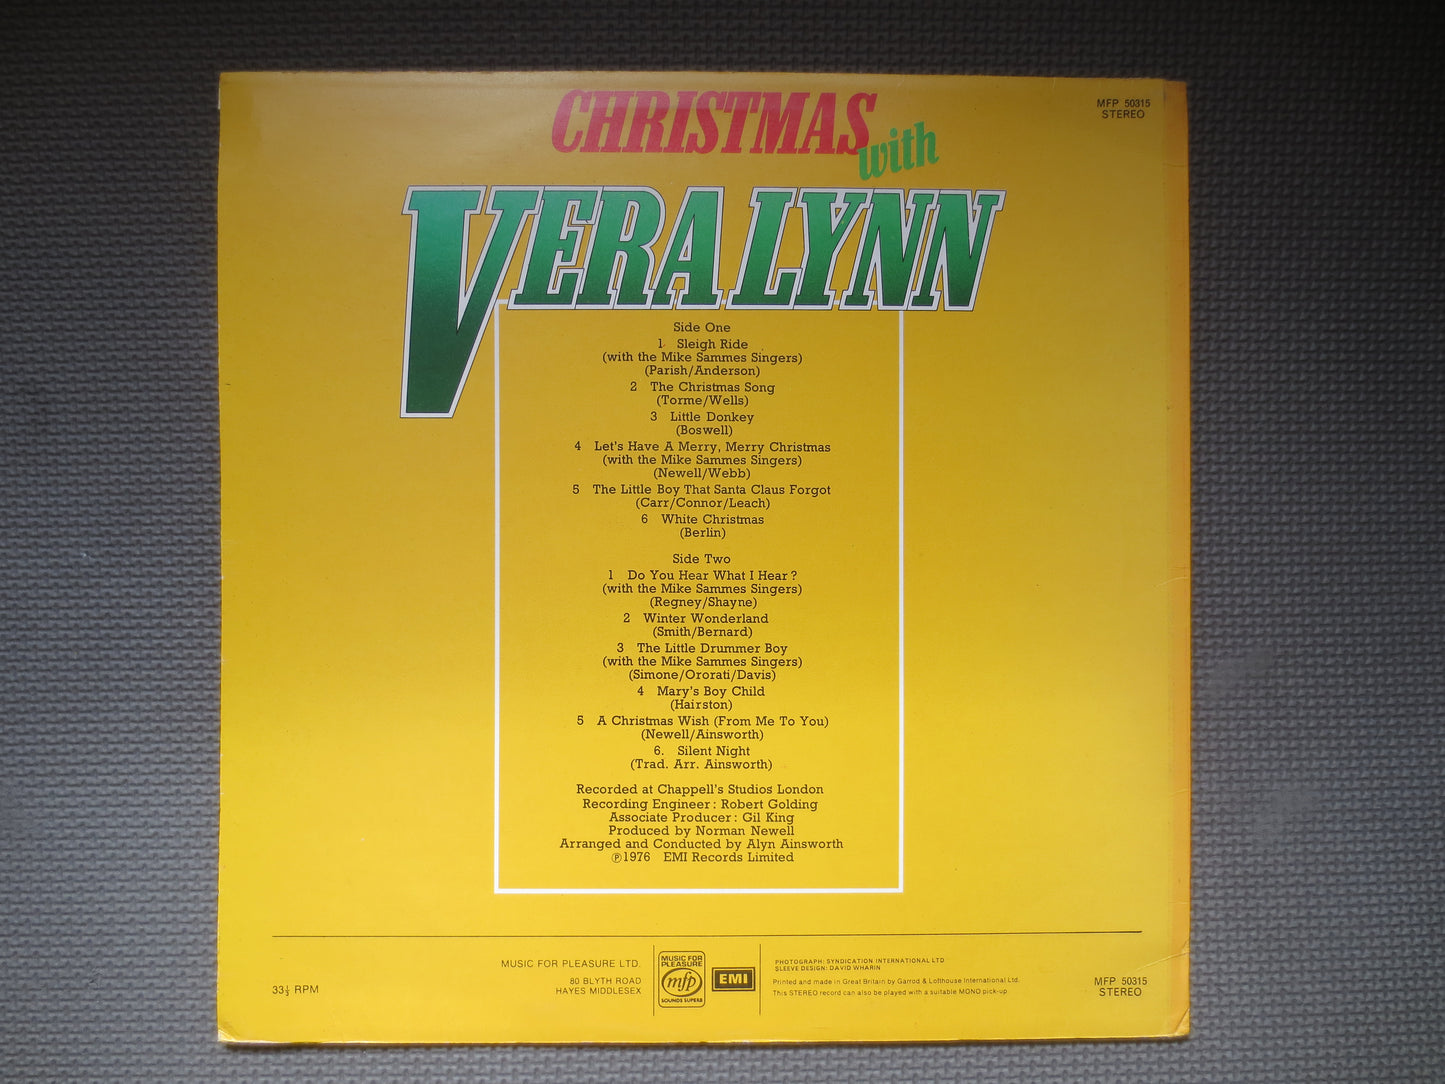 CHRISTMAS
with
VERA LYNN
MFP 50315
STEREO
Side One
1 Sleigh Ride
(with the Mike Sammes Singers)
(Parish/Anderson)
2 The Christmas Song
(Torme/Wells)
3 Little Donkey
(Boswell)
4 Let's Have A Merry, Merry Christmas
(with the Mike Sammes Singers)
(Newell/Webb)
5 The Little Boy That Santa Claus Forgot
(Carr/Connor/Leach)
6 White Christmas
(Berlin)
Side Two
1 Do You Hear What I Hear?
(with the Mike Sammes Singers)
(Regney/Shayne)
2 Winter Wonderland
(Smith/Bernard)
3 The Little Drummer Boy
(with the Mike Sammes Singers)
(Simone/Ororati/Davis)
4 Mary's Boy Child
(Hairston)
5 A Christmas Wish (From Me To You)
(Newell/Ainsworth)
6. Silent Night
(Trad. Arr. Ainsworth)
Recorded at Chappell's Studios London
Recording Engineer: Robert Golding
Associate Producer: Gil King
Produced by Norman Newell
Arranged and Conducted by Alyn Ainsworth
℗1976 EMI Records Limited
33⅓ RPM
MUSIC FOR PLEASURE LTD.
80 BLYTH ROAD
HAYES MIDDLESEX
MUSIC FOR
PLEASURE
mfp
SOUNDS SUPERB
EMI
PHOTOGRAPH: SYNDICATION INTERNATIONAL LTD
SLEEVE DESIGN: DAVID WHARIN
Printed and made in Great Britain by Garrod & Lofthouse International Ltd.
This STEREO record can also be played with a suitable MONO pick-up
MFP 50315
STEREO